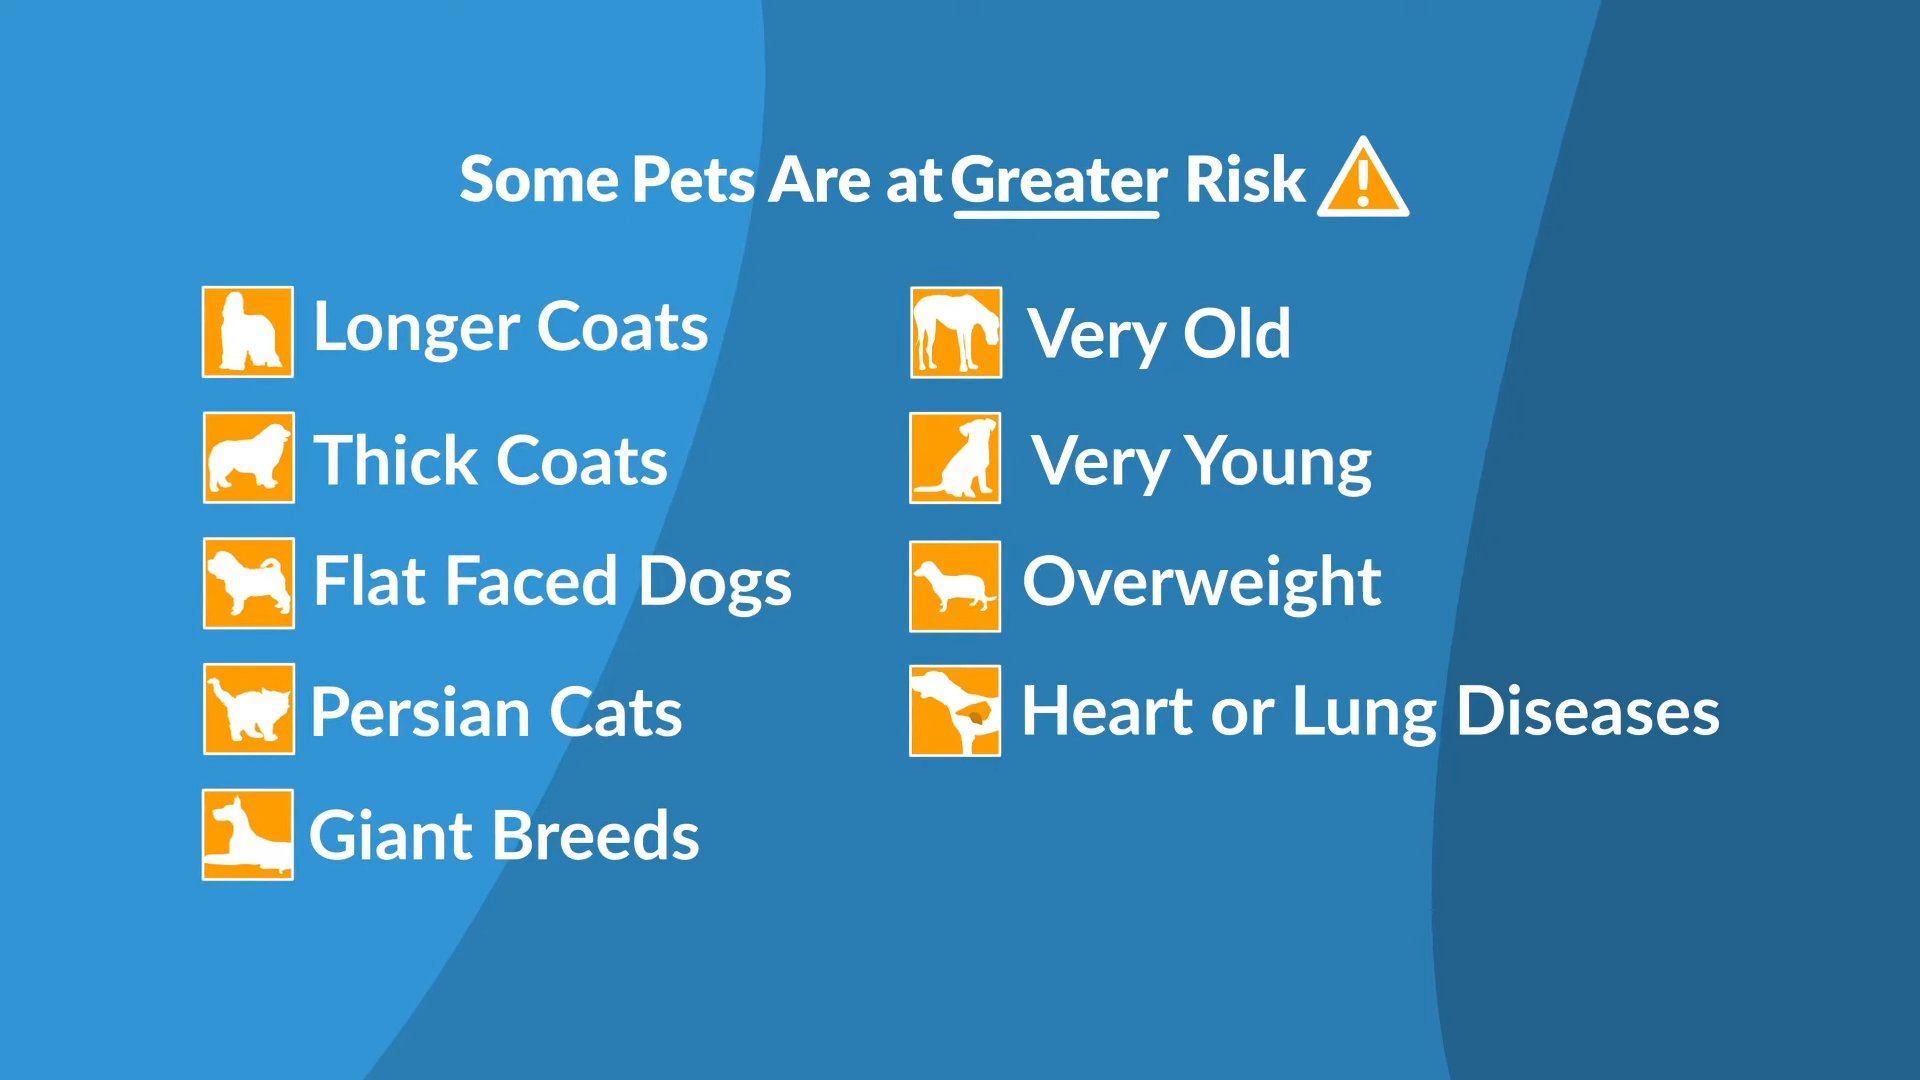 Some Pets Are at Greater Risk
Longer Coats
Thick Coats
Flat Faced Dogs
Persian Cats
Giant Breeds
Very Old
Very Young
Overweight
Heart or Lung Diseases